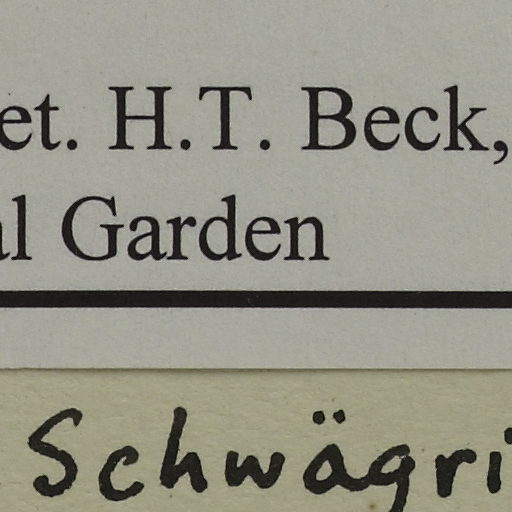 et. H.T. Beck,
al Garden
Schwägri